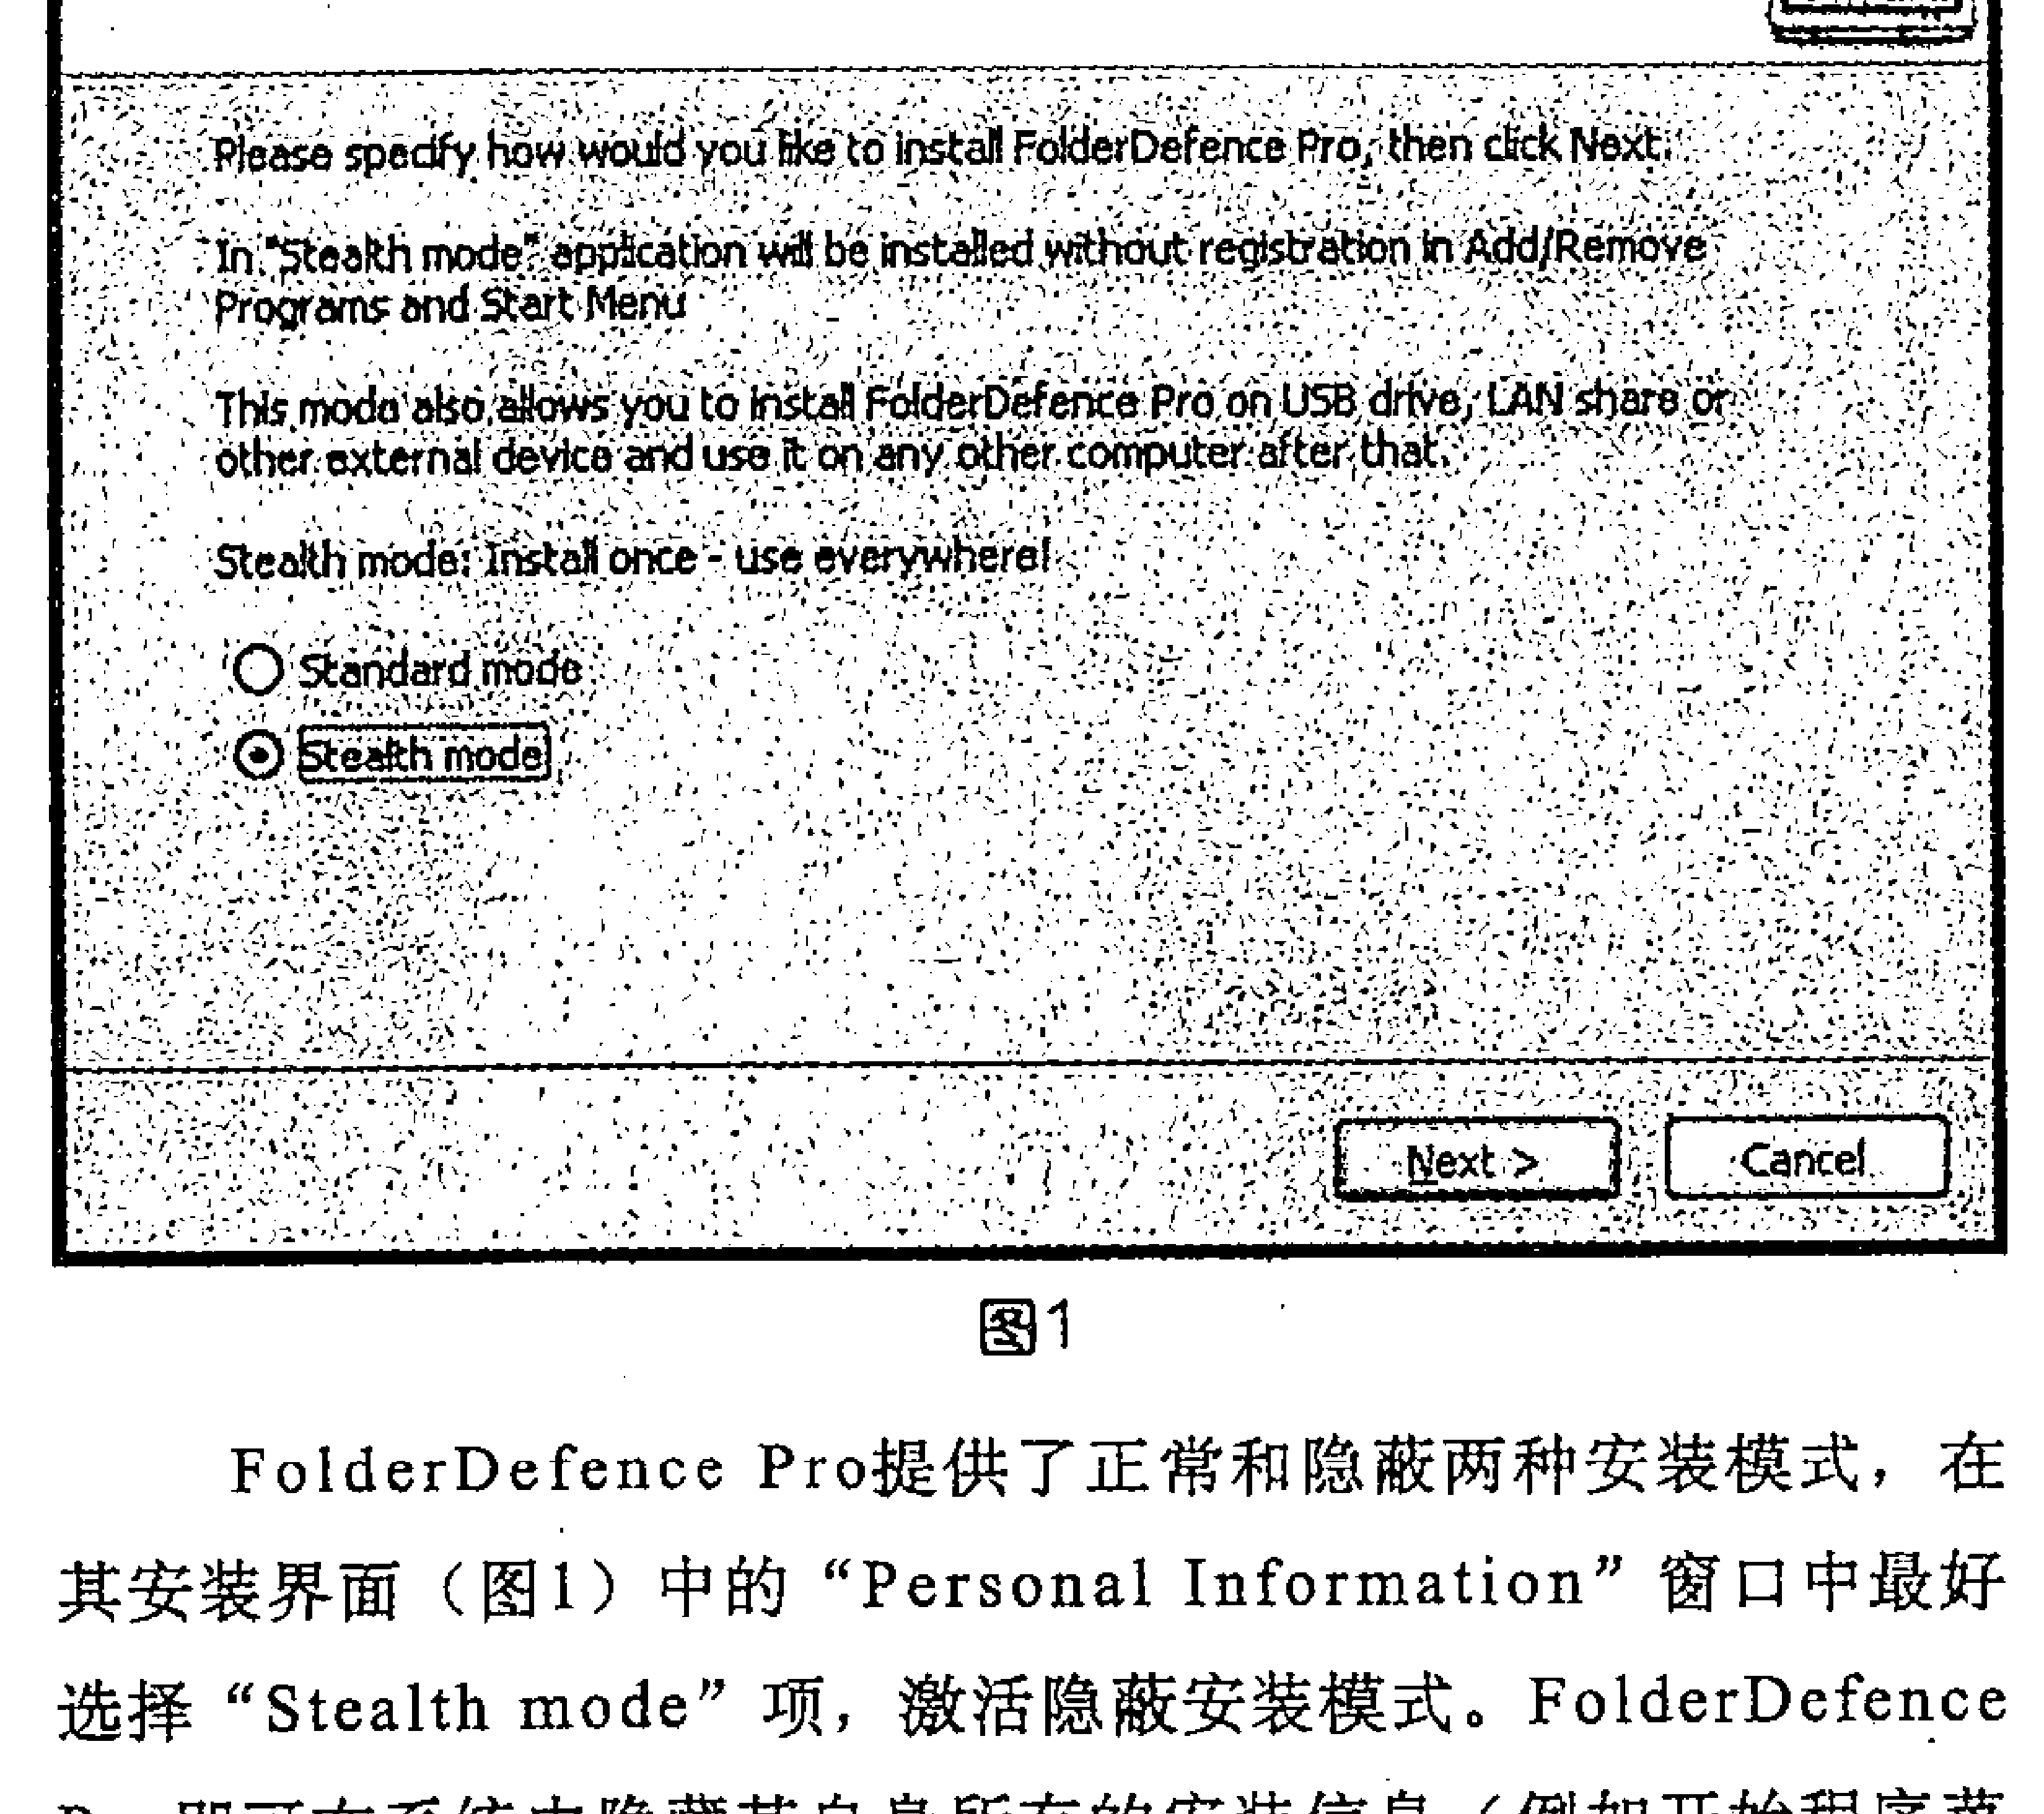 Please specify how would you like to install FolderDefence Pro, then click Next.
In "Stealth mode" application will be installed without registration in Add/Remove
Programs and Start Menu
This mode also allows you to install FolderDefence Pro on USB drive, LAN share or
other external device and use it on any other computer after that.
Stealth mode: Install once - use everywhere!
Standard mode
Stealth mode
Next >
Cancel
图1
FolderDefence Pro提供了正常和隐蔽两种安装模式，在
其安装界面（图1）中的“Personal Information”窗口中最好
选择“Stealth mode”项，激活隐蔽安装模式。FolderDefence